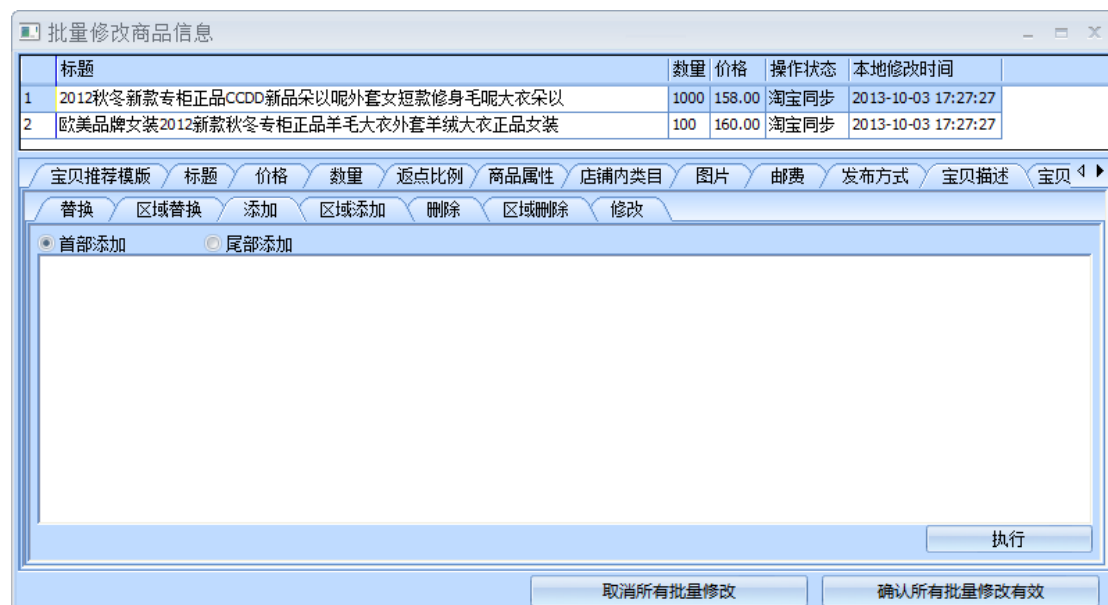 批量修改商品信息
标题 数量 价格 操作状态 本地修改时间
1 2012秋冬新款专柜正品CCDD新品朵以呢外套女短款修身毛呢大衣朵以 1000 158.00 淘宝同步 2013-10-03 17:27:27
2 欧美品牌女装2012新款秋冬专柜正品羊毛大衣外套羊绒大衣正品女装 100 160.00 淘宝同步 2013-10-03 17:27:27
宝贝推荐模版 标题 价格 数量 返点比例 商品属性 店铺内类目 图片 邮费 发布方式 宝贝描述 宝贝
替换 区域替换 添加 区域添加 删除 区域删除 修改
首部添加 尾部添加
执行
取消所有批量修改 确认所有批量修改有效